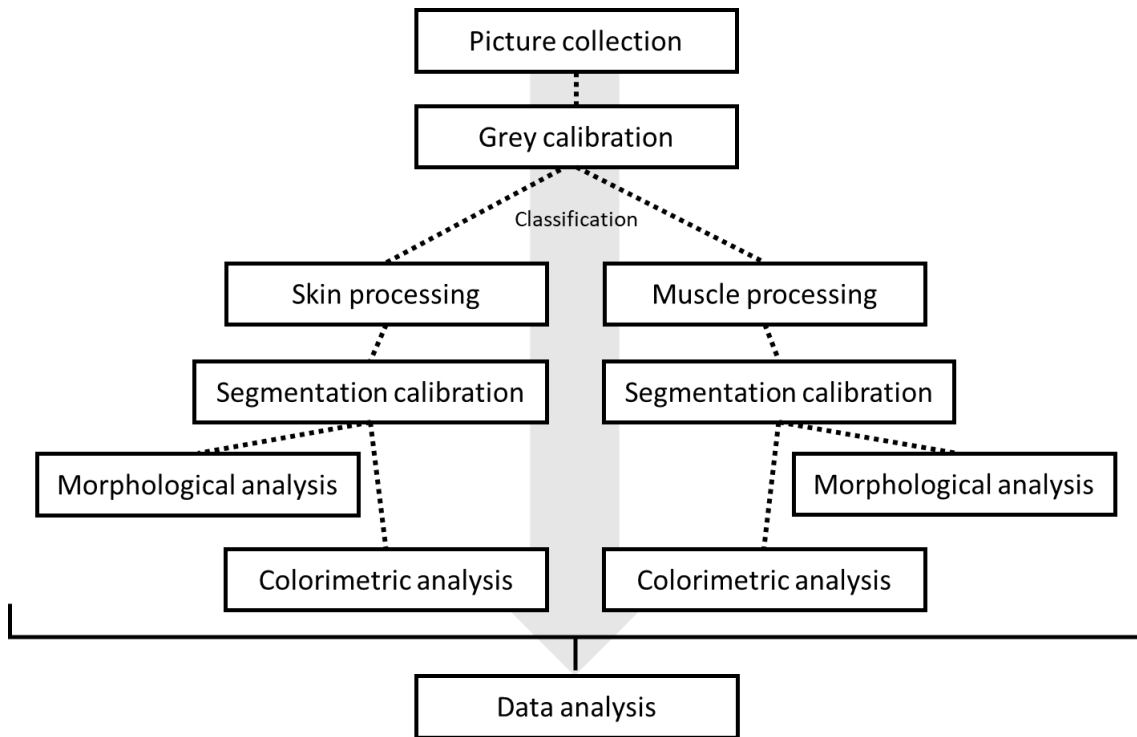 Picture collection
Grey calibration
Classification
Skin processing
Muscle processing
Segmentation calibration
Segmentation calibration
Morphological analysis
Morphological analysis
Colorimetric analysis
Colorimetric analysis
Data analysis